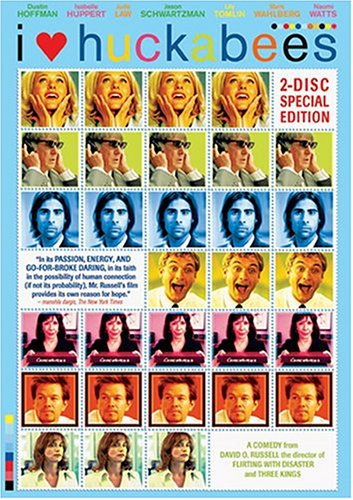 Dustin HOFFMAN Isabelle HUPPERT Jude LAW Jason SCHWARTZMAN Lily TOMLIN Mark WAHLBERG Naomi WATTS
i ♥ huckabees
2-DISC
SPECIAL
EDITION
"In its PASSION, ENERGY, AND
GO-FOR-BROKE DARING, in its faith
in the possibility of human connection
(if not its probability), Mr. Russell's film
provides its own reason for hope."
– manohla dargis, The New York Times
A COMEDY from
DAVID O. RUSSELL the director of
FLIRTING WITH DISASTER
and THREE KINGS